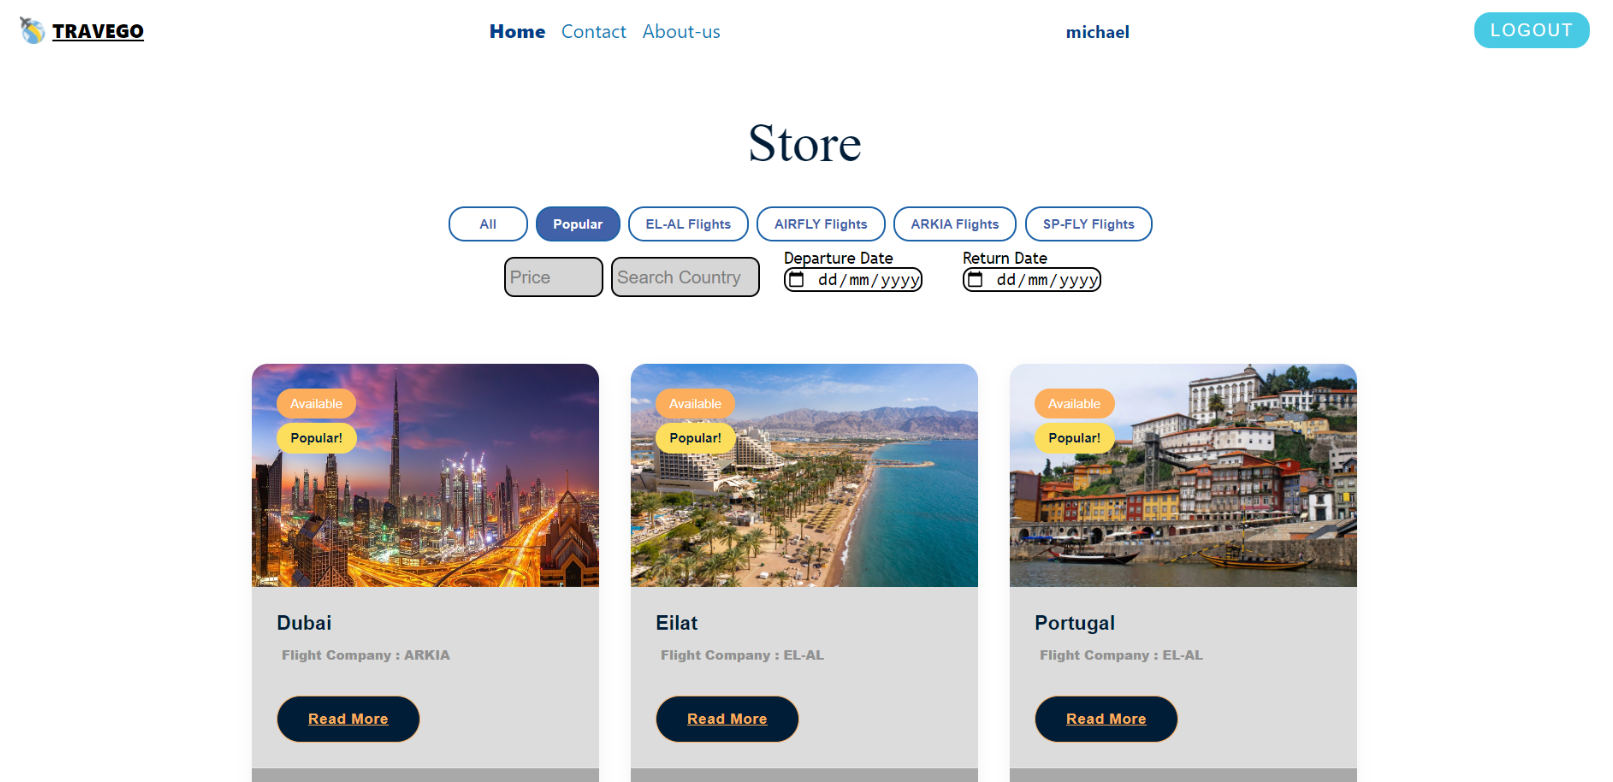 TRAVEGO
Home Contact About-us
michael
LOGOUT
Store
All
Popular
EL-AL Flights
AIRFLY Flights
ARKIA Flights
SP-FLY Flights
Price
Search Country
Departure Date
dd/mm/yyyy
Return Date
dd/mm/yyyy
Available
Popular!
Dubai
Flight Company : ARKIA
Read More
Available
Popular!
Eilat
Flight Company : EL-AL
Read More
Available
Popular!
Portugal
Flight Company : EL-AL
Read More